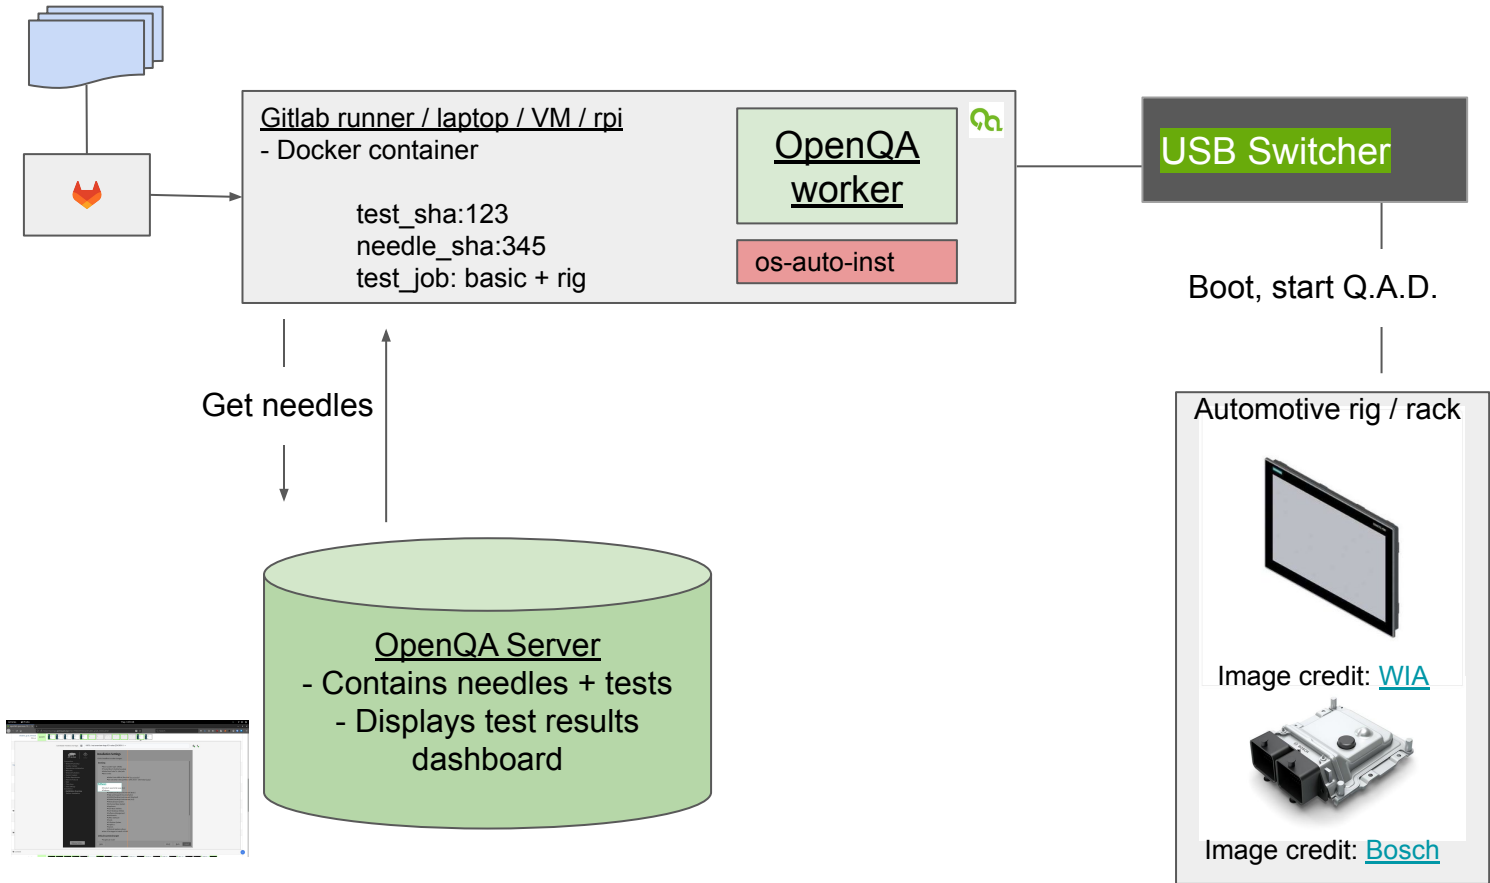 Gitlab runner / laptop / VM / rpi
- Docker container
test_sha:123
needle_sha:345
test_job: basic + rig
OpenQA
worker
os-auto-inst
USB Switcher
Boot, start Q.A.D.
Get needles
Automotive rig / rack
Image credit: WIA
Image credit: Bosch
OpenQA Server
- Contains needles + tests
- Displays test results
dashboard